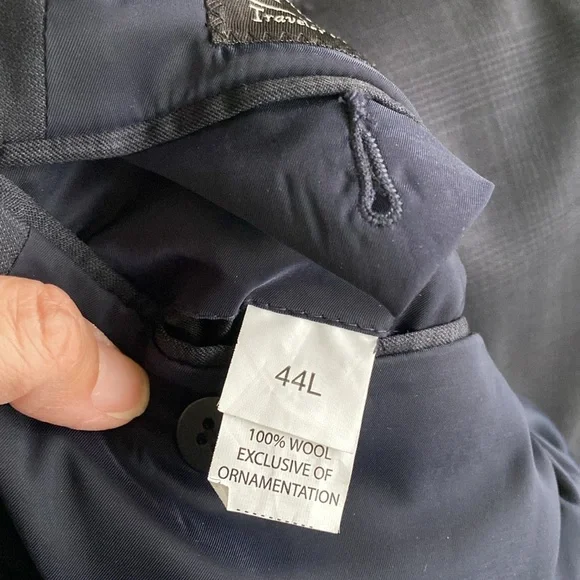 44L
100% WOOL
EXCLUSIVE OF
ORNAMENTATION